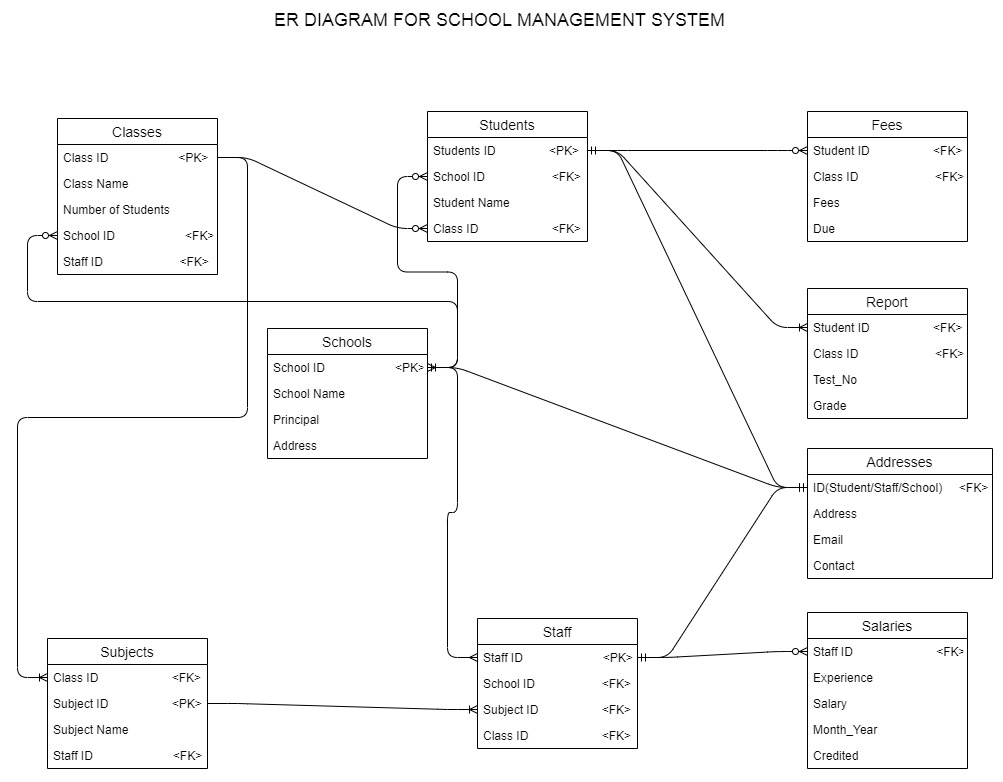 ER DIAGRAM FOR SCHOOL MANAGEMENT SYSTEM
Classes
Class ID <PK>
Class Name
Number of Students
School ID <FK>
Staff ID <FK>
Students
Students ID <PK>
School ID <FK>
Student Name
Class ID <FK>
Fees
Student ID <FK>
Class ID <FK>
Fees
Due
Schools
School ID <PK>
School Name
Principal
Address
Report
Student ID <FK>
Class ID <FK>
Test_No
Grade
Addresses
ID(Student/Staff/School) <FK>
Address
Email
Contact
Subjects
Class ID <FK>
Subject ID <PK>
Subject Name
Staff ID <FK>
Staff
Staff ID <PK>
School ID <FK>
Subject ID <FK>
Class ID <FK>
Salaries
Staff ID <FK>
Experience
Salary
Month_Year
Credited